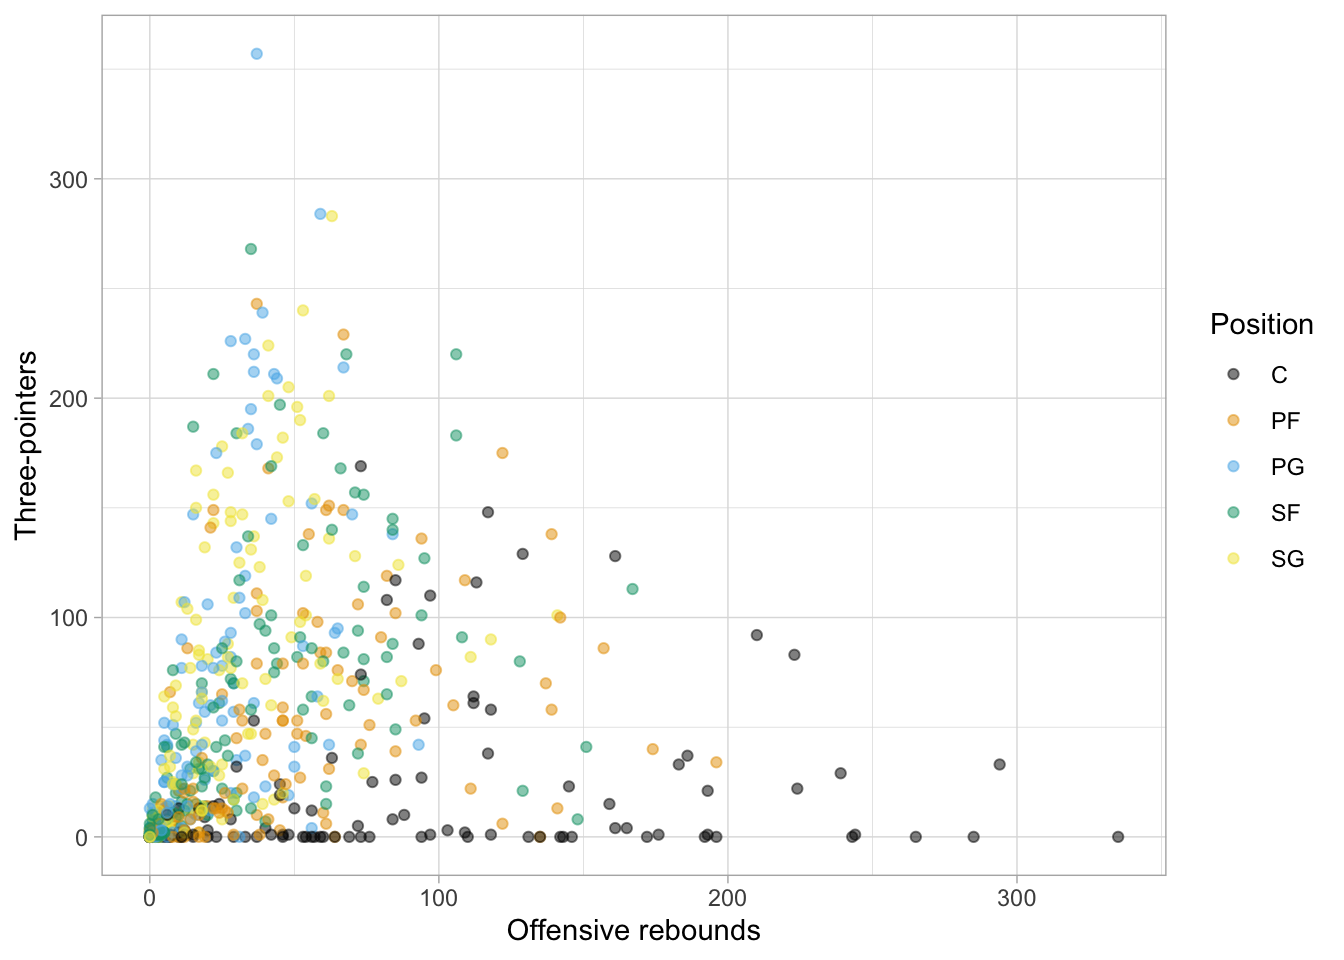 300
200
100
0
Three-pointers
0
100
200
300
Offensive rebounds
Position
C
PF
PG
SF
SG